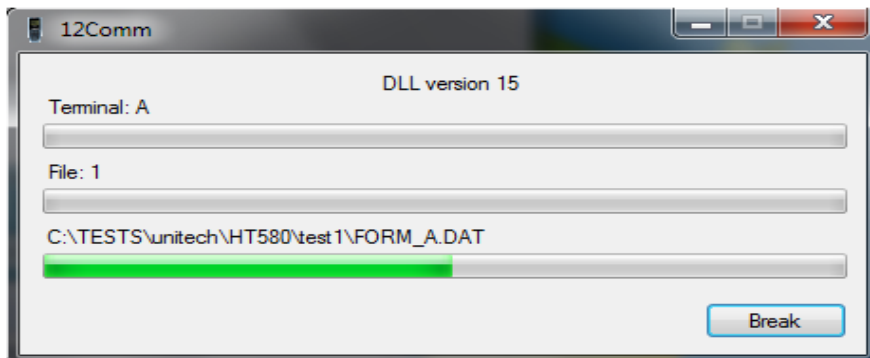 12Comm
DLL version 15
Terminal: A
File: 1
C:\TESTS\unitech\HT580\test1\FORM_A.DAT
Break